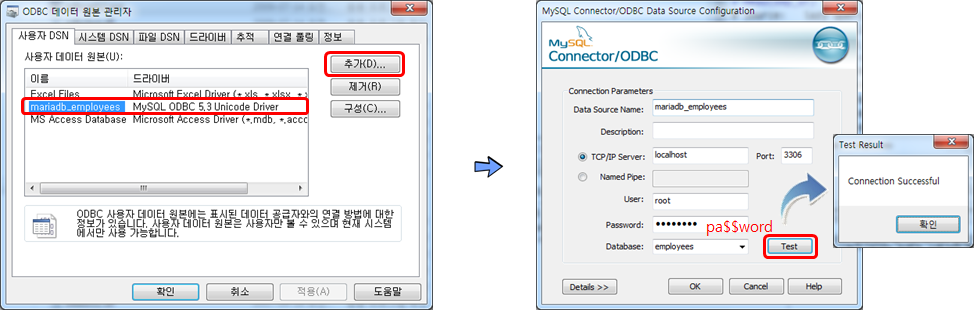 ODBC 데이터 원본 관리자
사용자 DSN 시스템 DSN 파일 DSN 드라이버 추적 연결 풀링 정보
사용자 데이터 원본(U):
이름 드라이버
Excel Files Microsoft Excel Driver (*.xls, *.xlsx, *.x
mariadb_employees MySQL ODBC 5.3 Unicode Driver
MS Access Database Microsoft Access Driver (*.mdb, *.acc
추가(D)...
제거(R)
구성(C)...
ODBC 사용자 데이터 원본에는 표시된 데이터 공급자와의 연결 방법에 대한
정보가 있습니다. 사용자 데이터 원본은 사용자만 볼 수 있으며 현재 시스템
에서만 사용 가능합니다.
확인 취소 적용(A) 도움말
MySQL Connector/ODBC Data Source Configuration
MySQL
Connector/ODBC
Connection Parameters
Data Source Name: mariadb_employees
Description:
TCP/IP Server: localhost Port: 3306
Named Pipe:
User: root
Password: ●●●●●●●● pa$$word
Database: employees Test
Details >> OK Cancel Help
Test Result
Connection Successful
확인